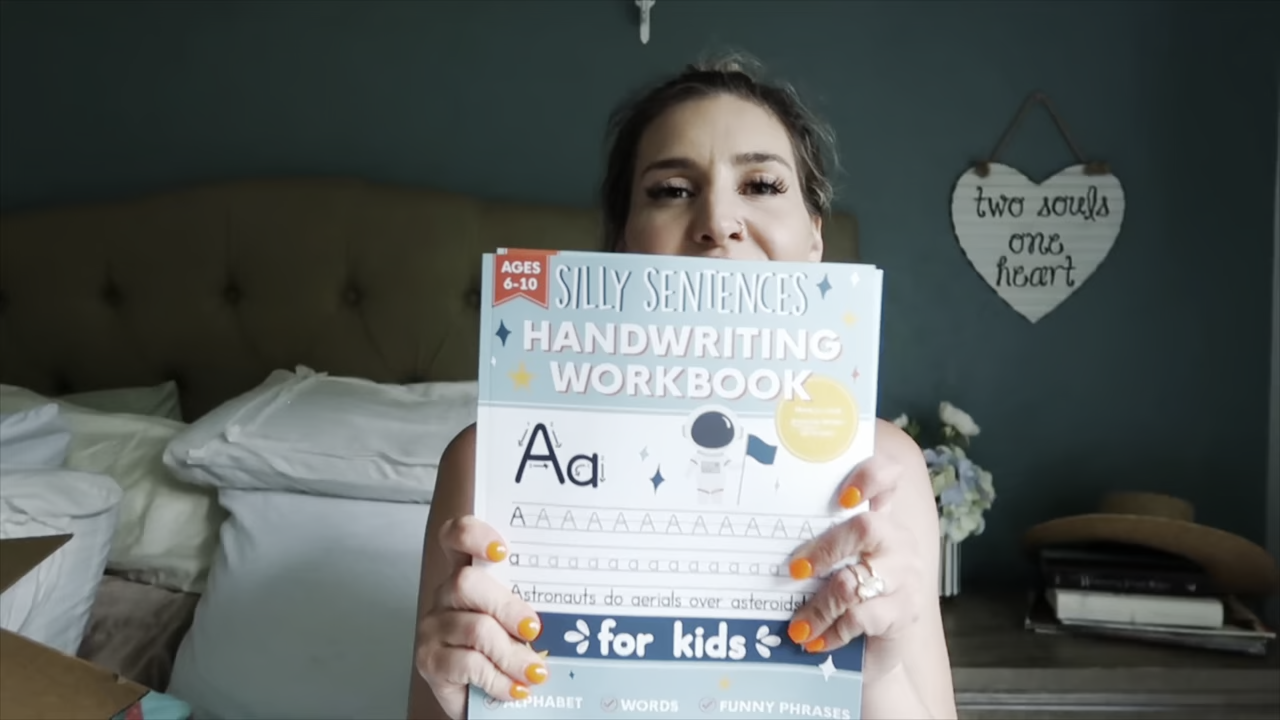 AGES
6-10
SILLY SENTENCES
HANDWRITING
WORKBOOK
Aa
A A A A A A A A A A A A
a a a a a a a a a a a a a
Astronauts do aerials over asteroids!
for kids
ALPHABET WORDS FUNNY PHRASES
two souls
one
heart